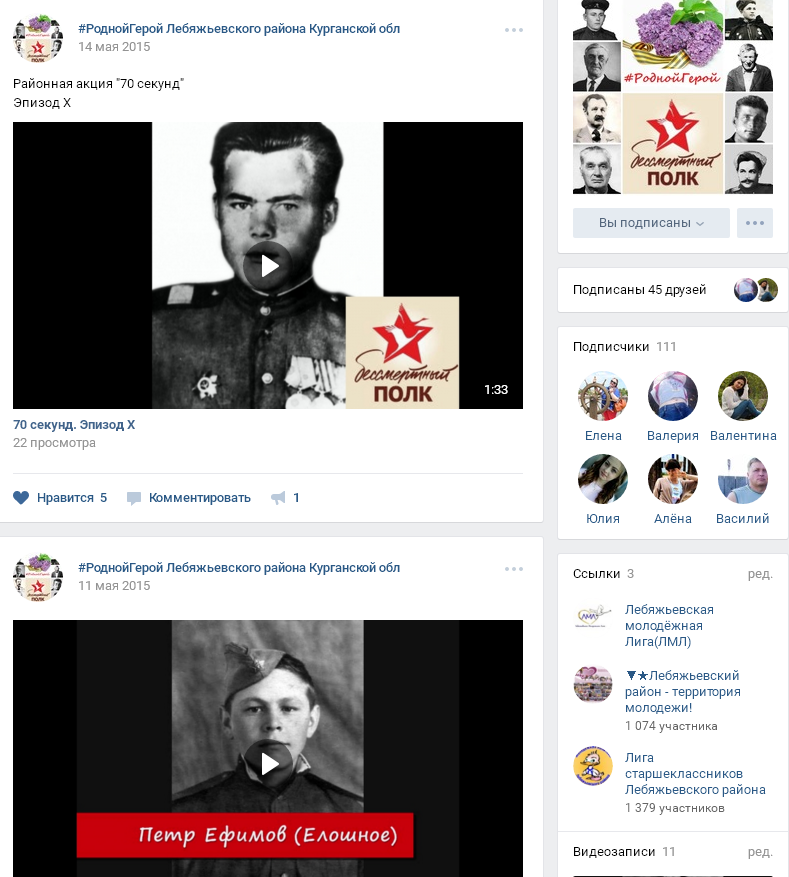 #РоднойГерой Лебяжьевского района Курганской обл
14 мая 2015
Районная акция "70 секунд"
Эпизод X
бессмертный
ПОЛК
1:33
70 секунд. Эпизод X
22 просмотра
Нравится 5
Комментировать
1
#РоднойГерой Лебяжьевского района Курганской обл
11 мая 2015
Петр Ефимов (Елошное)
#РоднойГерой
бессмертный
ПОЛК
Вы подписаны
Подписаны 45 друзей
Подписчики 111
Елена Валерия Валентина
Юлия Алёна Василий
Ссылки 3 ред.
Лебяжьевская
молодёжная
Лига(ЛМЛ)
▼★Лебяжьевский
район - территория
молодежи!
1 074 участника
Лига
старшеклассников
Лебяжьевского района
1 379 участников
Видеозаписи 11 ред.